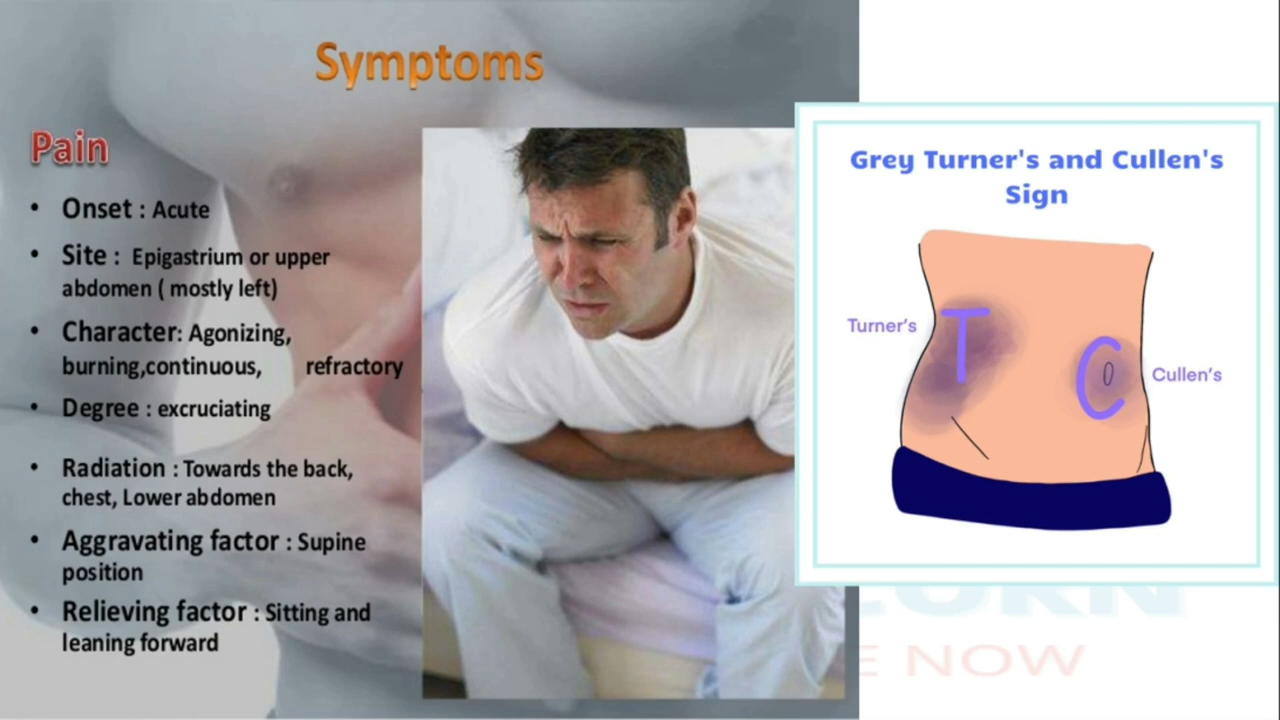 Symptoms
Pain
• Onset : Acute
• Site : Epigastrium or upper
abdomen ( mostly left)
• Character: Agonizing,
burning,continuous, refractory
• Degree : excruciating
• Radiation : Towards the back,
chest, Lower abdomen
• Aggravating factor : Supine
position
• Relieving factor : Sitting and
leaning forward
Grey Turner's and Cullen's
Sign
Turner's
T
C
Cullen's
NOW